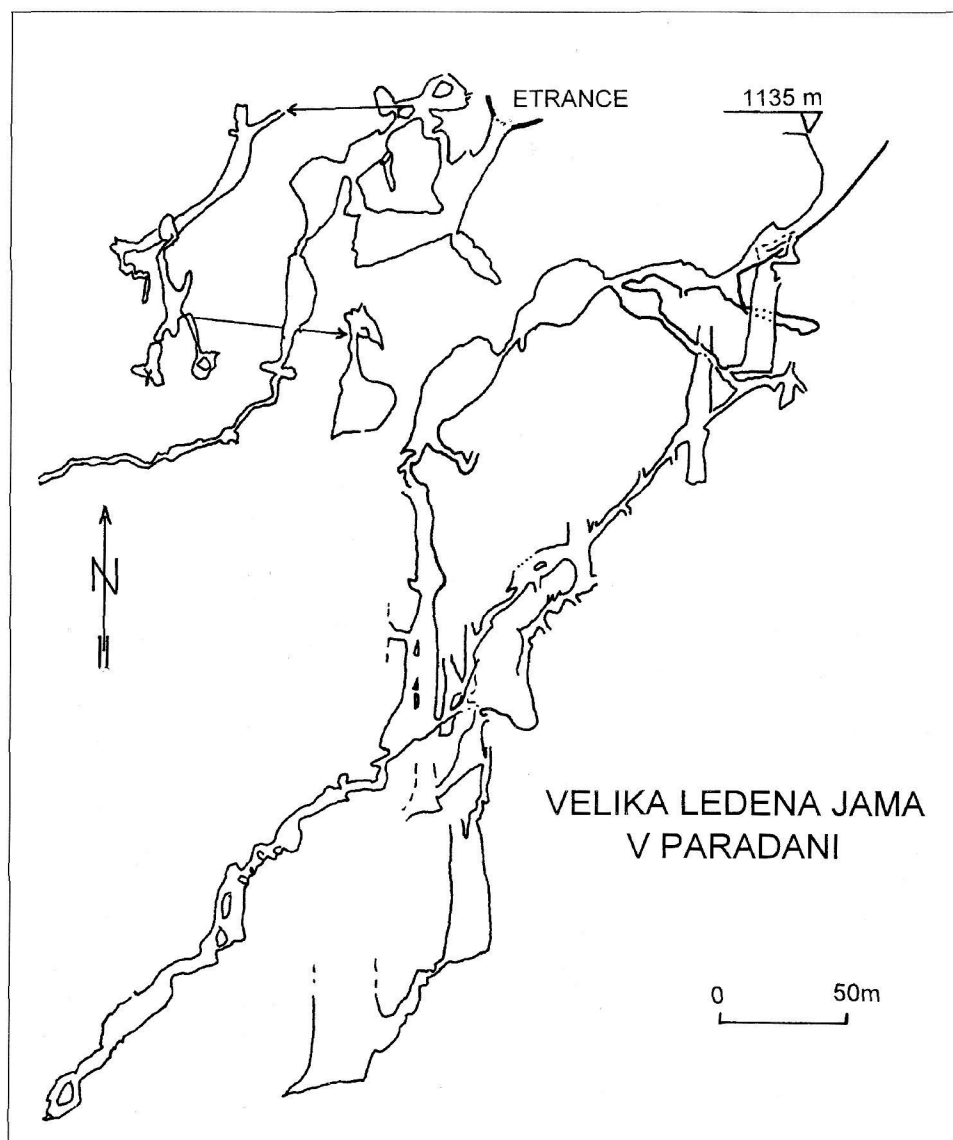 ETRANCE
1135 m
N
VELIKA LEDENA JAMA
V PARADANI
0 50m